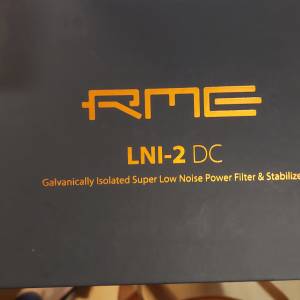 RME
LNI-2 DC
Galvanically Isolated Super Low Noise Power Filter & Stabilize